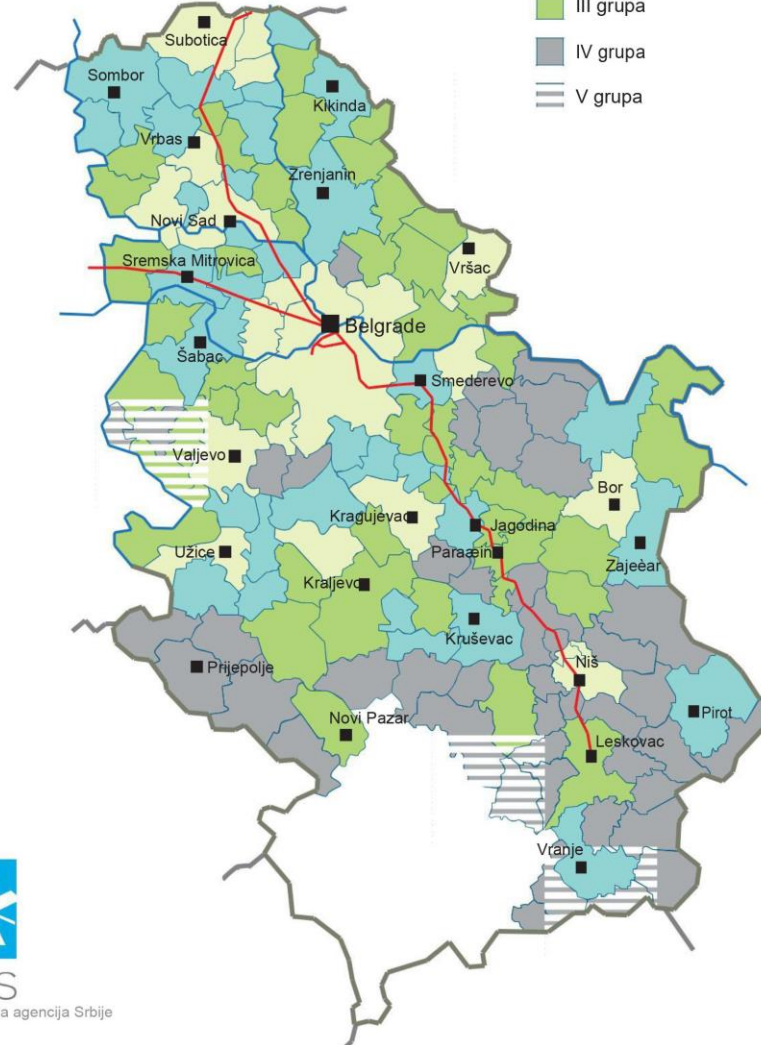 III grupa
IV grupa
V grupa
Subotica
Sombor
Kikinda
Vrbas
Zrenjanin
Novi Sad
Vršac
Sremska Mitrovica
Belgrade
Šabac
Smederevo
Valjevo
Bor
Kragujevac
Jagodina
Užice
Paraæin
Zajeèar
Kraljevo
Kruševac
Niš
Prijepolje
Pirot
Novi Pazar
Leskovac
Vranje
S
a agencija Srbije